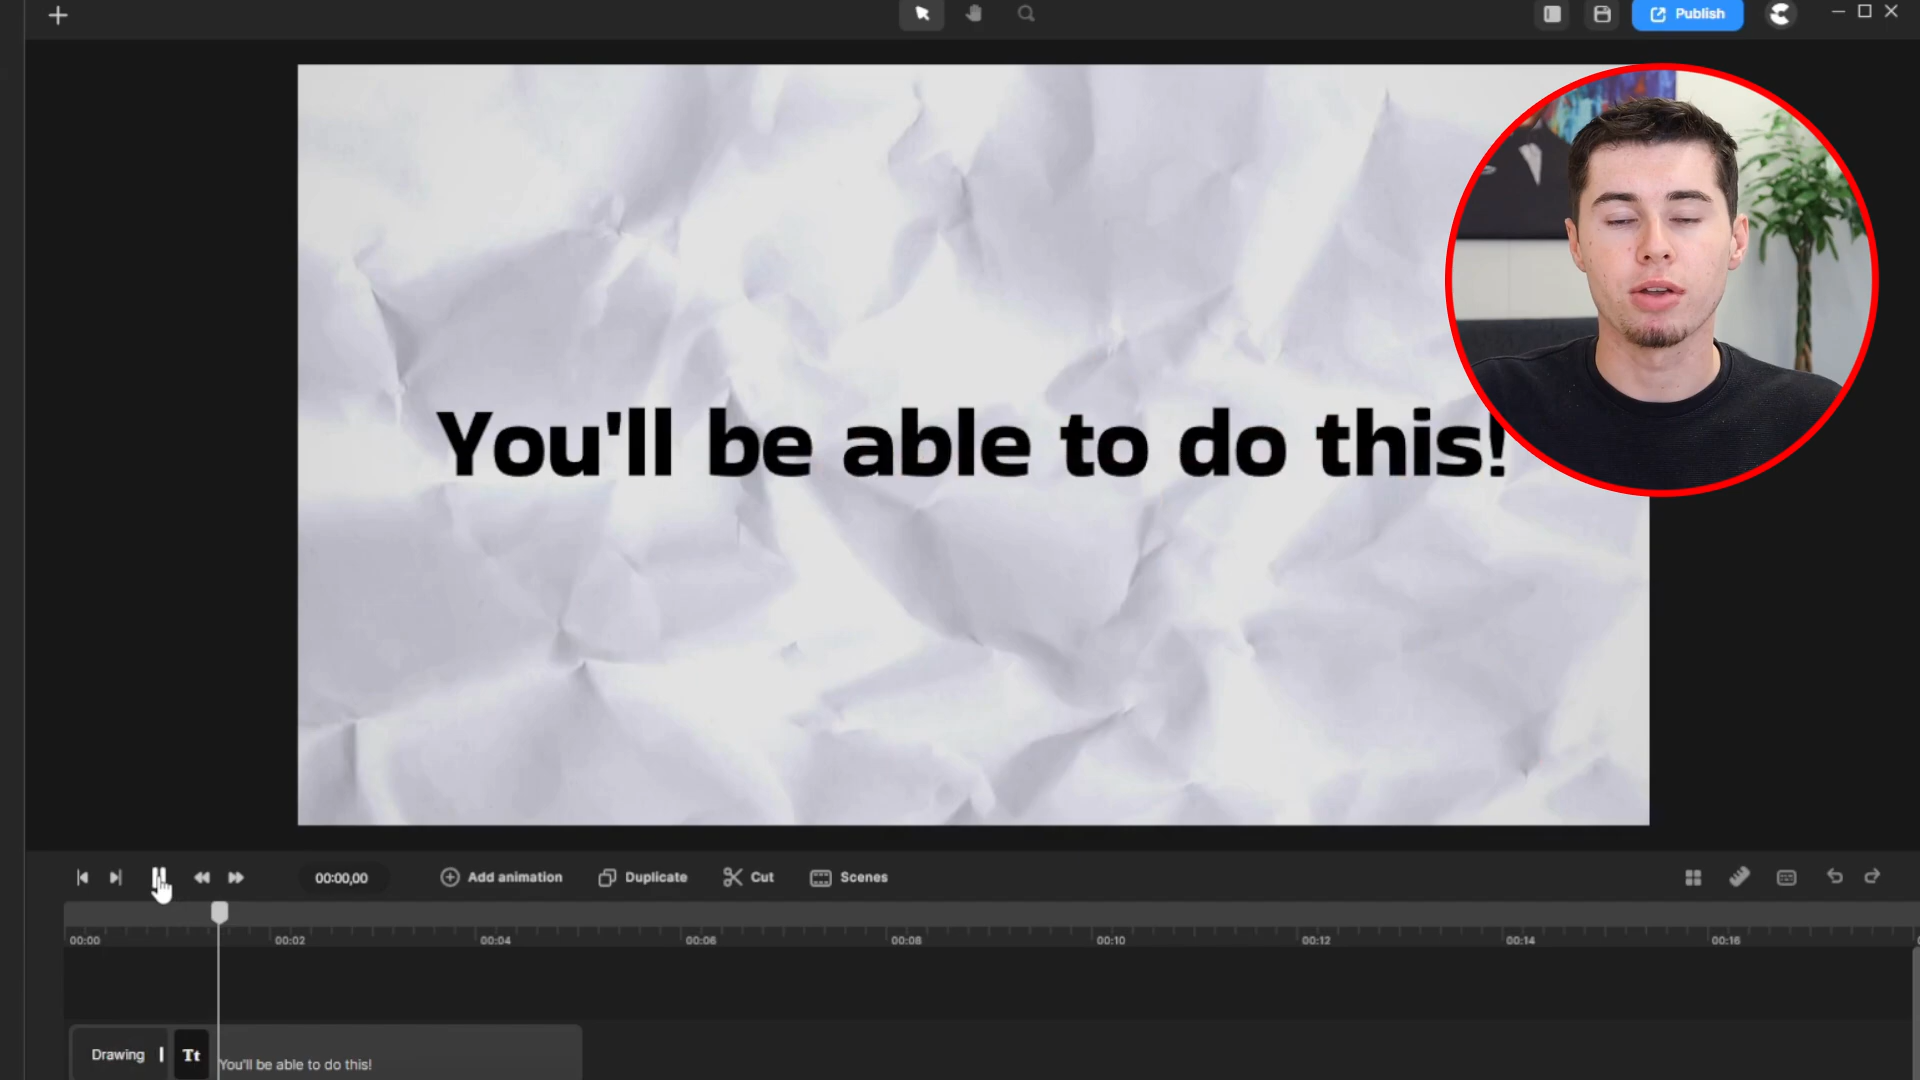 Publish
You'll be able to do this!
00:00,00
Add animation
Duplicate
Cut
Scenes
00:00
00:02
00:04
00:06
00:08
00:10
00:12
00:14
00:16
Drawing
Tt
You'll be able to do this!